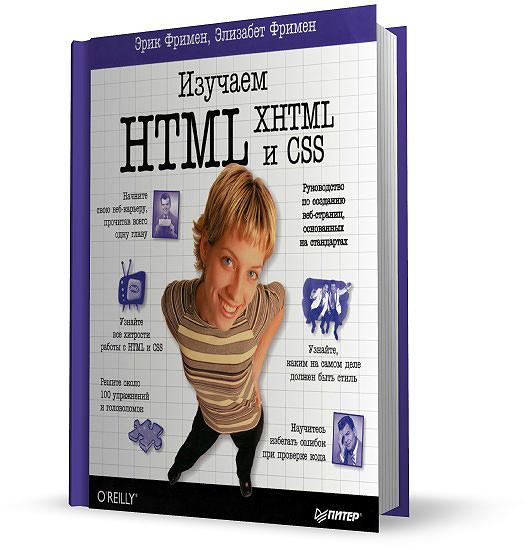 Эрик Фримен, Элизабет Фримен
Изучаем
HTML
XHTML
и CSS
Начните
свою веб-карьеру,
прочитав всего
одну главу
Руководство
по созданию
веб-страниц,
основанных
на стандартах
Узнайте
все хитрости
работы с HTML и CSS
Узнайте,
каким на самом деле
должен быть стиль
Решите около
100 упражнений
и головоломок
Научитесь
избегать ошибок
при проверке кода
O'REILLY®
ПИТЕР®